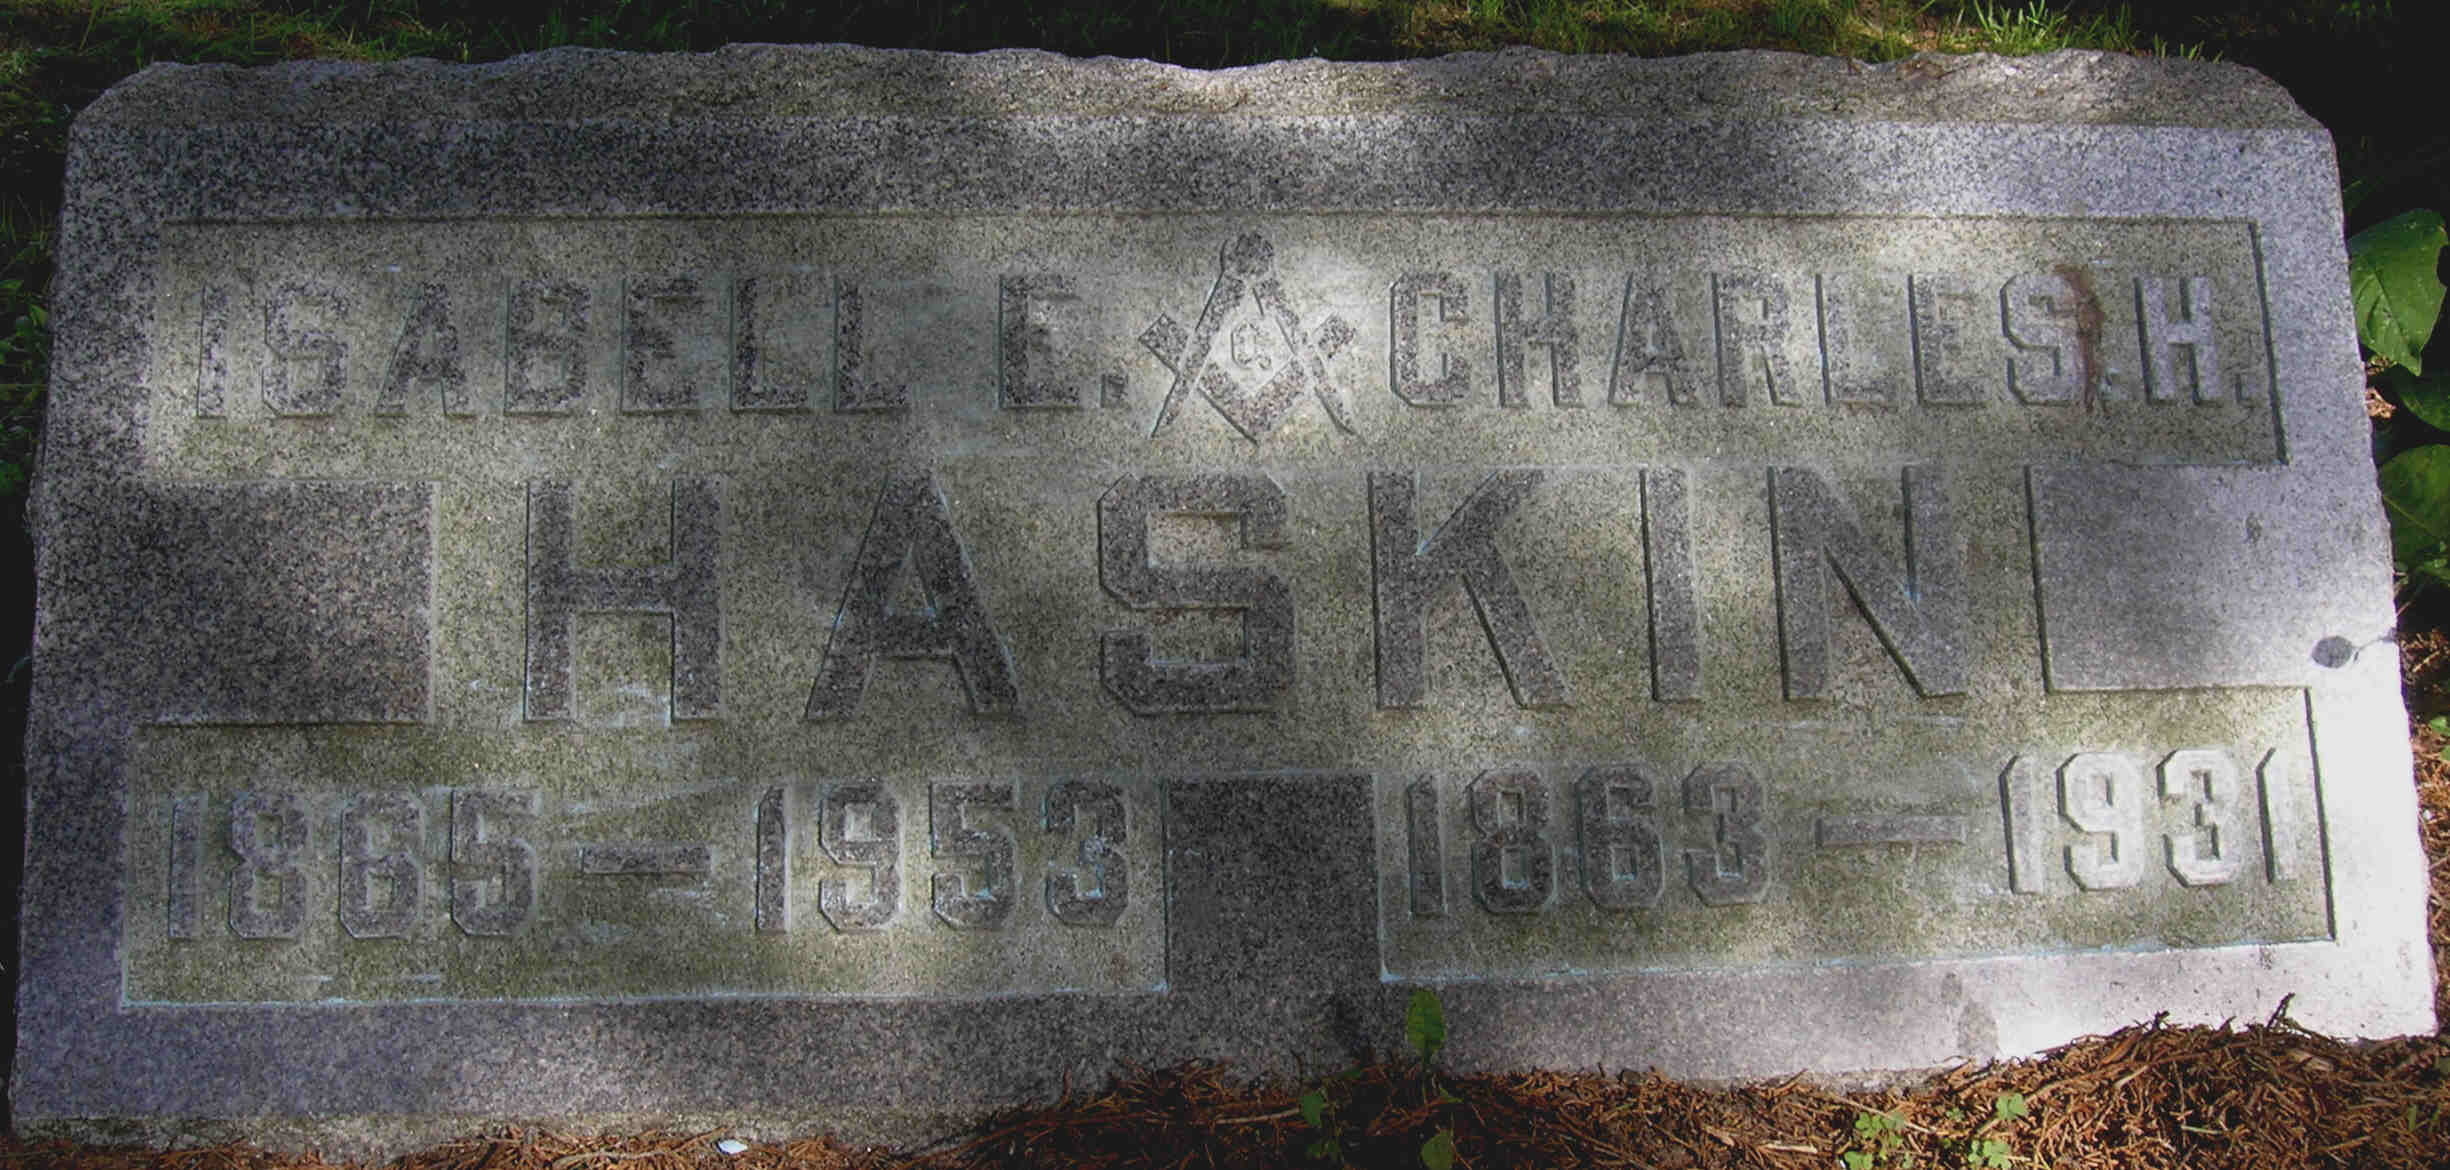 ISABELL E. G CHARLES. H.
HASKIN
1865 — 1953 1863 — 1931